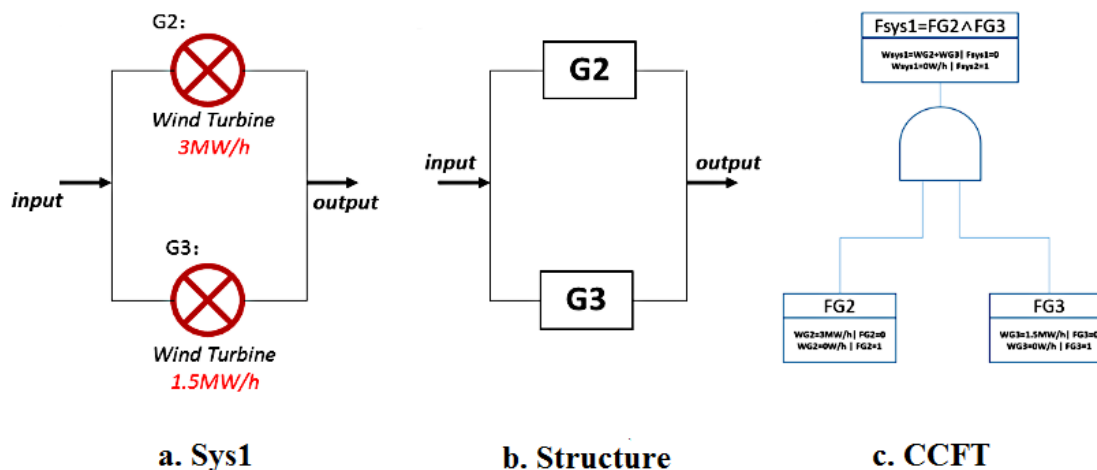 G2：
Wind Turbine
3MW/h
input
output
G3：
Wind Turbine
1.5MW/h
a. Sys1
G2
input
output
G3
b. Structure
Fsys1=FG2∧FG3
Wsys1=WG2+WG3| Fsys1=0
Wsys1=0W/h | Fsys2=1
FG2
WG2=3MW/h| FG2=0
WG2=0W/h | FG2=1
FG3
WG3=1.5MW/h| FG3=0
WG3=0W/h | FG3=1
c. CCFT